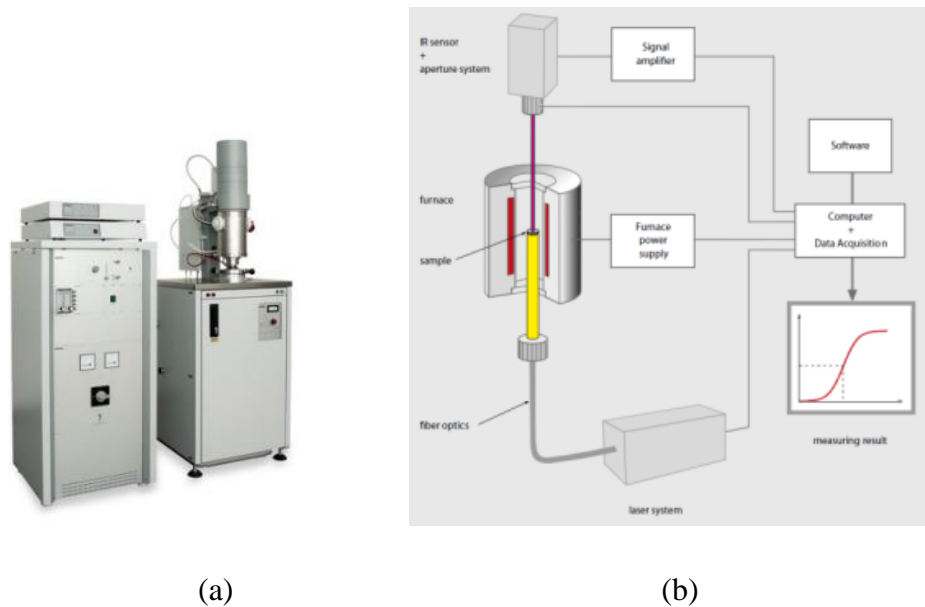 IR sensor
+
aperture system
Signal
amplifier
Software
furnace
Furnace
power
supply
Computer
+
Data Acquisition
sample
fiber optics
measuring result
laser system
(a)
(b)